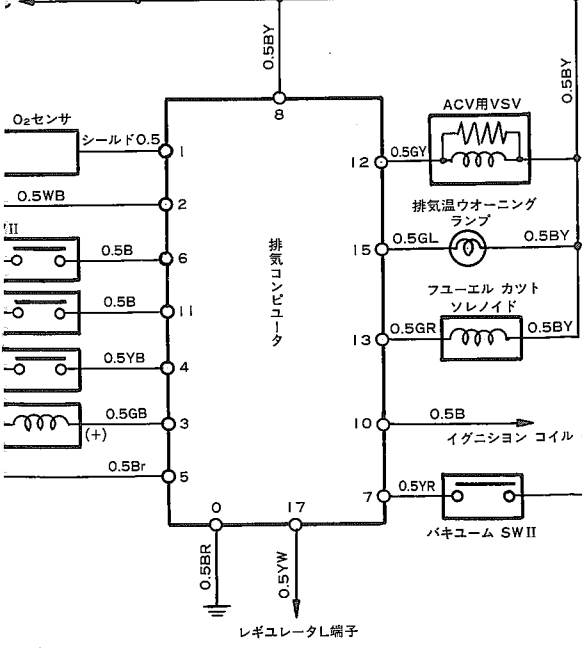 0.5BY
0.5BY
8
O₂センサ
シールド0.5
1
0.5WB
2
II
0.5B
6
0.5B
11
0.5YB
4
0.5GB
(+)
3
0.5Br
5
排気コンピユータ
ACV用VSV
12
0.5GY
排気温ウオーニング
ランプ
15
0.5GL
0.5BY
フユーエル カツト
ソレノイド
13
0.5GR
0.5BY
10
0.5B
イグニシヨン コイル
7
0.5YR
バキユーム SWII
0
17
0.5BR
0.5YW
レギユレータL端子